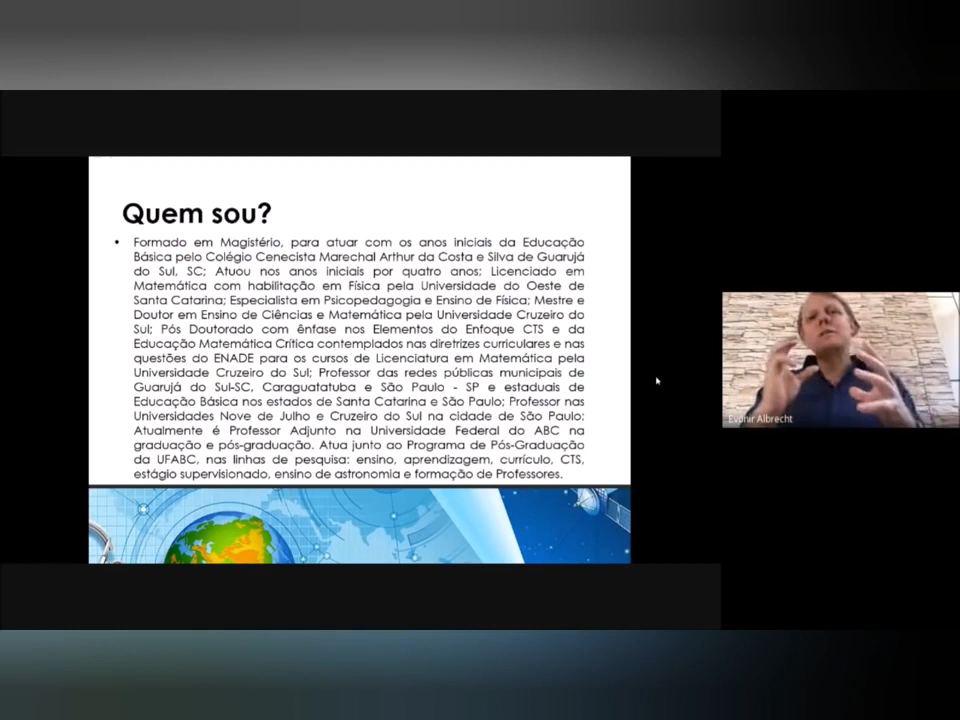 Quem sou?
• Formado em Magistério, para atuar com os anos iniciais da Educação
Básica pelo Colégio Cenecista Marechal Arthur da Costa e Silva de Guarujá
do Sul, SC; Atuou nos anos iniciais por quatro anos; Licenciado em
Matemática com habilitação em Física pela Universidade do Oeste de
Santa Catarina; Especialista em Psicopedagogia e Ensino de Física; Mestre e
Doutor em Ensino de Ciências e Matemática pela Universidade Cruzeiro do
Sul; Pós Doutorado com ênfase nos Elementos do Enfoque CTS e da
Educação Matemática Crítica contemplados nas diretrizes curriculares e nas
questões do ENADE para os cursos de Licenciatura em Matemática pela
Universidade Cruzeiro do Sul; Professor das redes públicas municipais de
Guarujá do Sul-SC, Caraguatatuba e São Paulo - SP e estaduais de
Educação Básica nos estados de Santa Catarina e São Paulo; Professor nas
Universidades Nove de Julho e Cruzeiro do Sul na cidade de São Paulo;
Atualmente é Professor Adjunto na Universidade Federal do ABC na
graduação e pós-graduação. Atua junto ao Programa de Pós-Graduação
da UFABC, nas linhas de pesquisa: ensino, aprendizagem, currículo, CTS,
estágio supervisionado, ensino de astronomia e formação de Professores.
Evonir Albrecht